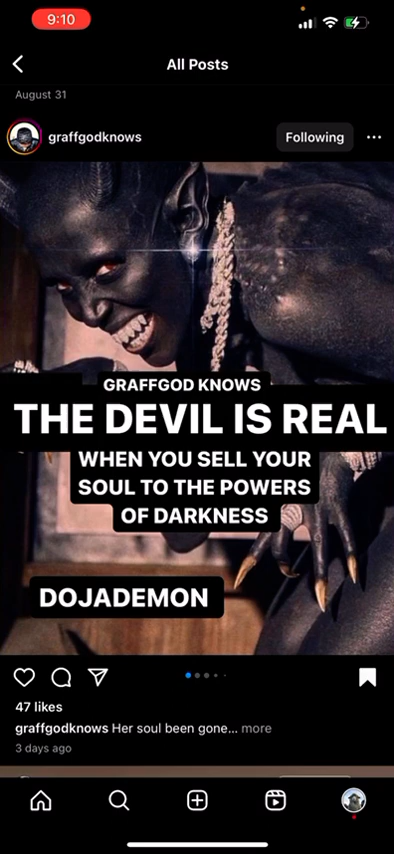 9:10
All Posts
August 31
graffgodknows
Following
GRAFFGOD KNOWS
THE DEVIL IS REAL
WHEN YOU SELL YOUR
SOUL TO THE POWERS
OF DARKNESS
DOJADEMON
47 likes
graffgodknows Her soul been gone... more
3 days ago